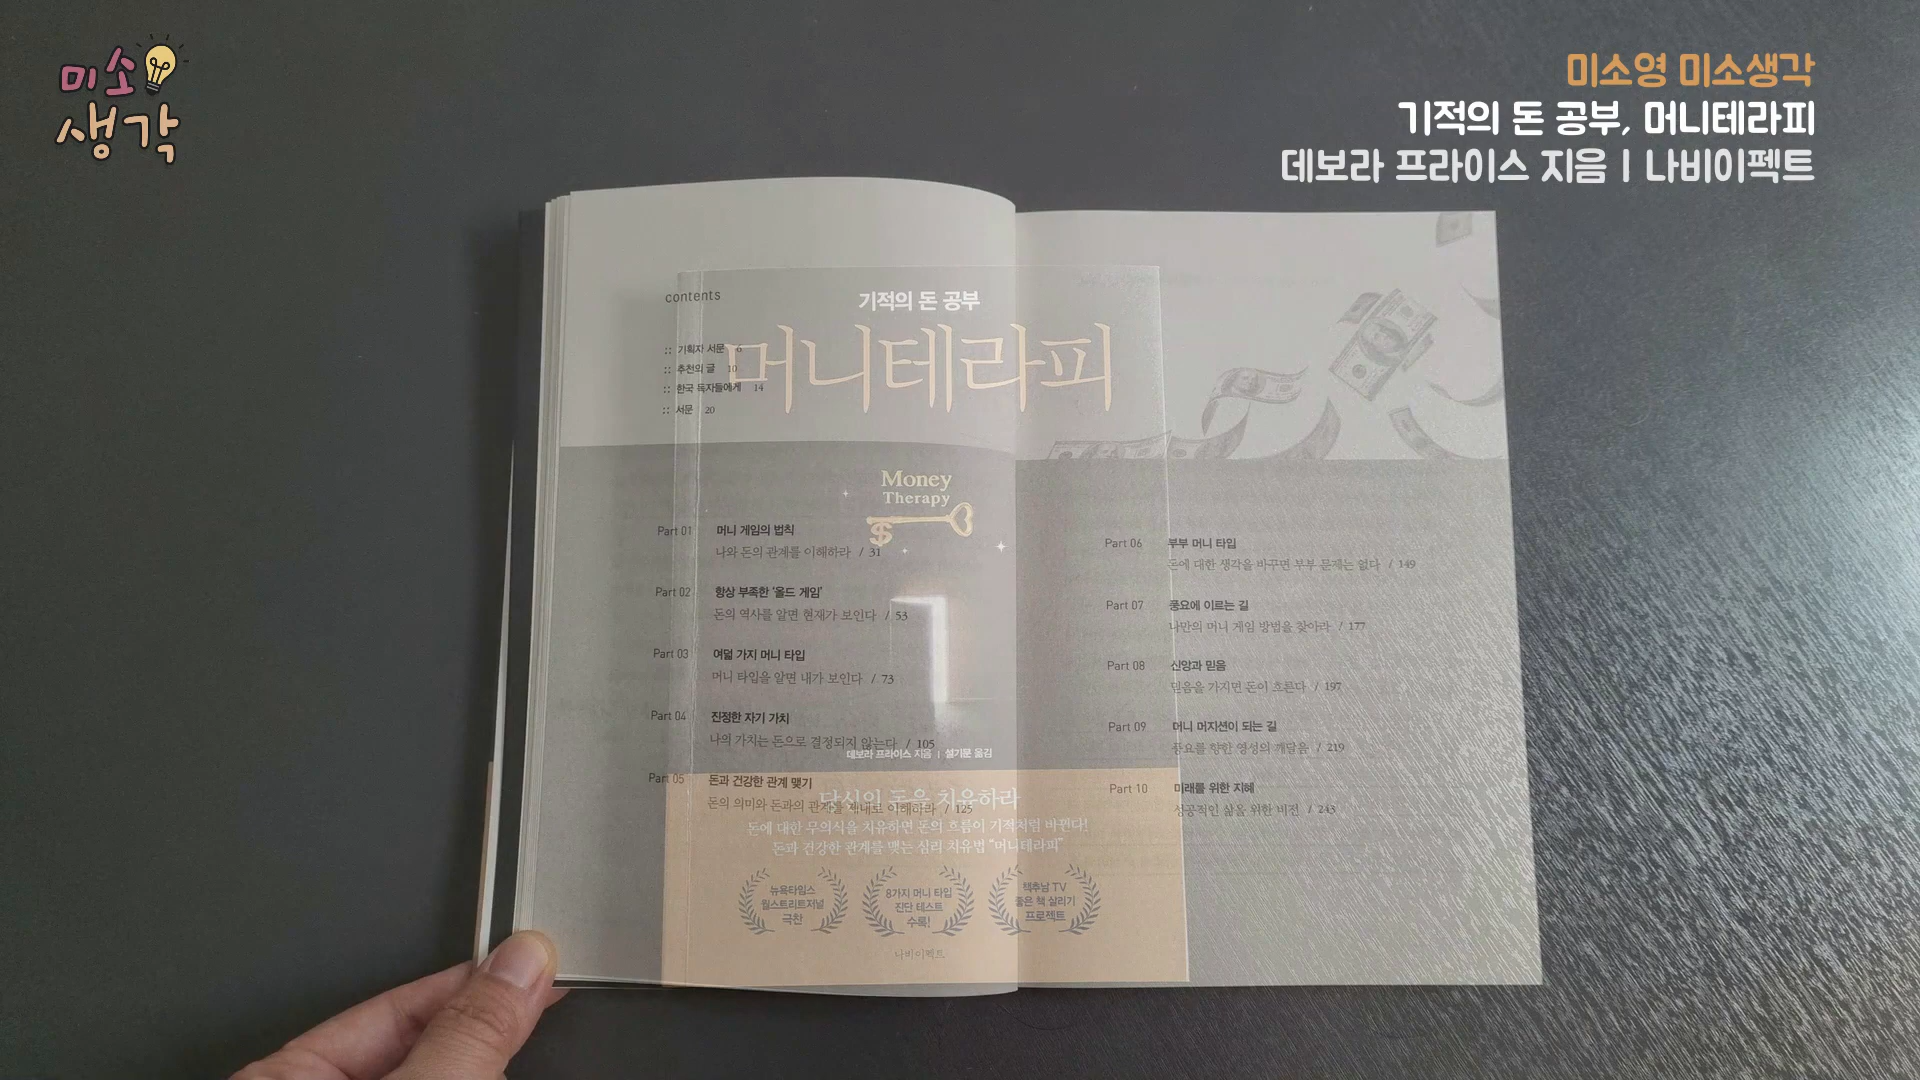 미소
생각
미소영 미소생각
기적의 돈 공부, 머니테라피
데보라 프라이스 지음 | 나비이펙트
contents
:: 기획자 서문 6
:: 추천의 글 10
:: 한국 독자들에게 14
:: 서문 20
Part 01 머니 게임의 법칙
나와 돈의 관계를 이해하라 / 31
Part 02 항상 부족한 '올드 게임'
돈의 역사를 알면 현재가 보인다 / 53
Part 03 여덟 가지 머니 타입
머니 타입을 알면 내가 보인다 / 73
Part 04 진정한 자기 가치
나의 가치는 돈으로 결정되지 않는다 / 105
Part 05 돈과 건강한 관계 맺기
돈의 의미와 돈과의 관계를 제대로 이해하라 / 125
Part 06 부부 머니 타입
돈에 대한 생각을 바꾸면 부부 문제는 없다 / 149
Part 07 풍요에 이르는 길
나만의 머니 게임 방법을 찾아라 / 177
Part 08 신앙과 믿음
믿음을 가지면 돈이 흐른다 / 197
Part 09 머니 머지션이 되는 길
풍요를 향한 영성의 깨달음 / 219
Part 10 미래를 위한 지혜
성공적인 삶을 위한 비전 / 243
기적의 돈 공부
머니테라피
Money
Therapy
데보라 프라이스 지음 | 설기문 옮김
당신의 돈을 치유하라
돈에 대한 무의식을 치유하면 돈의 흐름이 기적처럼 바뀐다!
돈과 건강한 관계를 맺는 심리 치유법 "머니테라피"
뉴욕타임스
월스트리트저널
극찬
8가지 머니 타입
진단 테스트
수록!
책추남 TV
좋은 책 살리기
프로젝트
나비이펙트